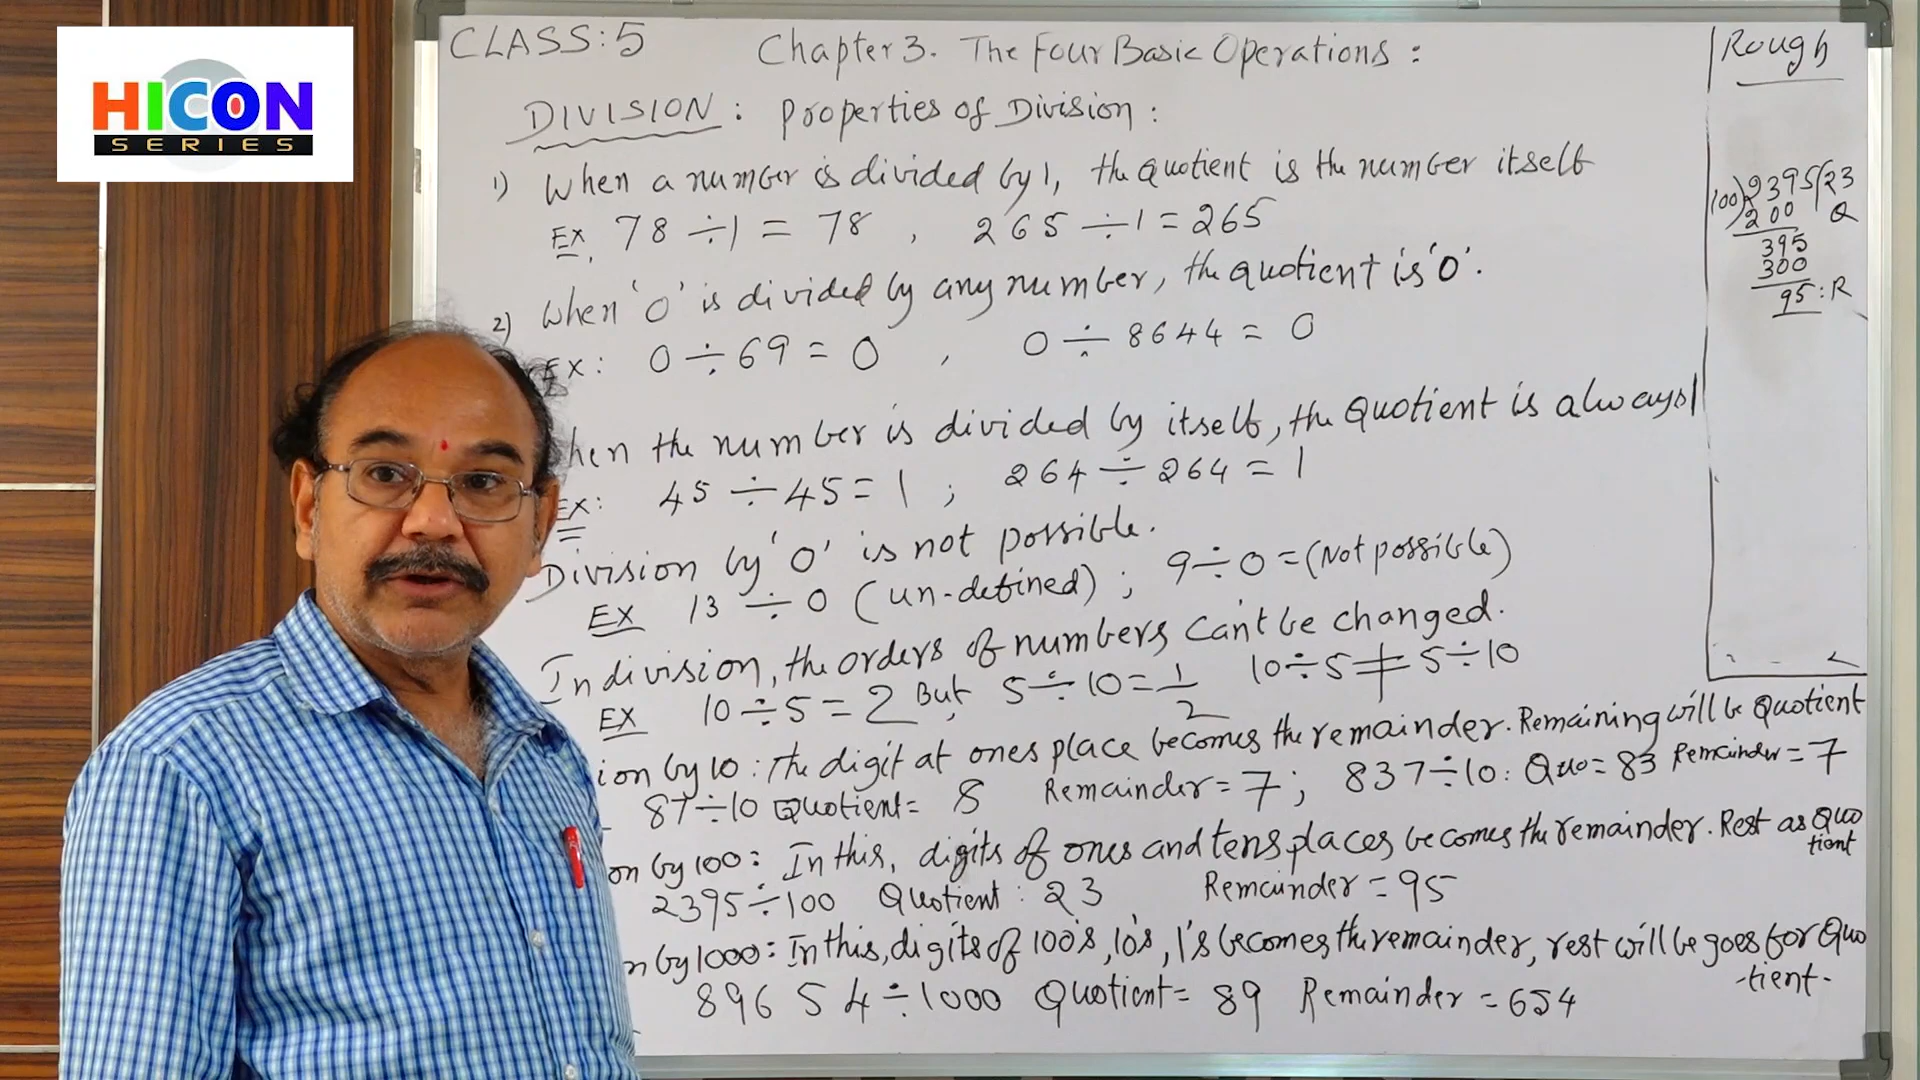 HICON
SERIES
CLASS: 5 Chapter 3. The Four Basic Operations :
DIVISION : Properties of Division :
1) When a number is divided by 1, the quotient is the number itself
EX. 78 ÷ 1 = 78 , 265 ÷ 1 = 265
2) When '0' is divided by any number, the quotient is '0'.
EX : 0 ÷ 69 = 0 , 0 ÷ 8644 = 0
hen the number is divided by itself, the Quotient is always 1
EX: 45 ÷ 45 = 1 ; 264 ÷ 264 = 1
Division by '0' is not possible.
EX 13 ÷ 0 (un-defined) ; 9 ÷ 0 = (Not possible)
In division, the orders of numbers can't be changed.
EX 10 ÷ 5 = 2 But, 5 ÷ 10 = 1/2 10 ÷ 5 ≠ 5 ÷ 10
ion by 10 : The digit at ones place becomes the remainder. Remaining will be Quotient
87 ÷ 10 Quotient = 8 Remainder = 7 ; 837 ÷ 10 : Quo = 83 Remainder = 7
on by 100 : In this, digits of ones and tens places becomes the remainder. Rest as Quo
tient
2395 ÷ 100 Quotient : 23 Remainder = 95
n by 1000 : In this, digits of 100's, 10's, 1's becomes the remainder, rest will be goes for Quo
-tient.
89654 ÷ 1000 Quotient = 89 Remainder = 654
Rough
100) 2395 (23
200 Q
395
300
95 : R